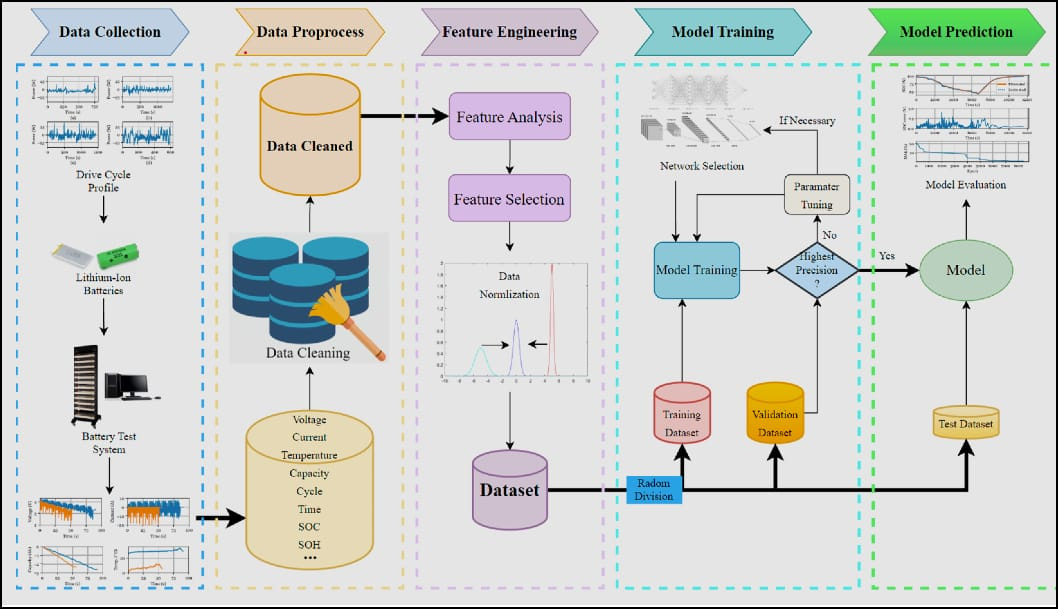 Data Collection
Data Proprocess
Feature Engineering
Model Training
Model Prediction
Drive Cycle
Profile
Lithium-Ion
Batteries
Battery Test
System
Data Cleaned
Data Cleaning
Voltage
Current
Temperature
Capacity
Cycle
Time
SOC
SOH
...
Feature Analysis
Feature Selection
Data
Normlization
Dataset
Network Selection
If Necessary
Paramater
Tuning
No
Model Training
Highest
Precision
?
Yes
Training
Dataset
Validation
Dataset
Radom
Division
Model Evaluation
Model
Test Dataset